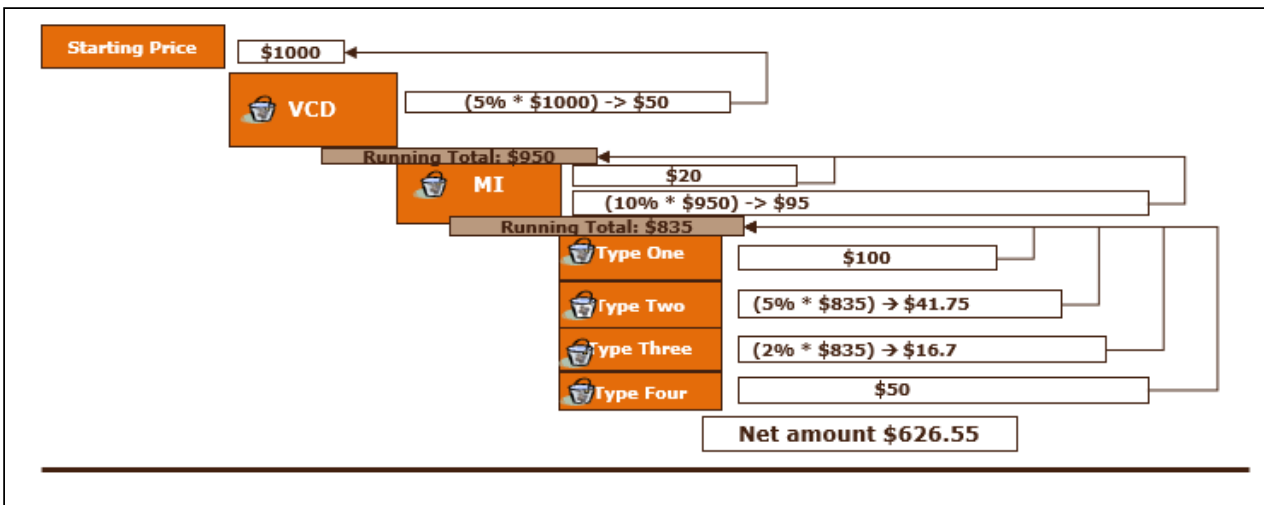 Starting Price
$1000
VCD
(5% * $1000) -> $50
Running Total: $950
MI
$20
(10% * $950) -> $95
Running Total: $835
Type One
$100
Type Two
(5% * $835) → $41.75
Type Three
(2% * $835) → $16.7
Type Four
$50
Net amount $626.55